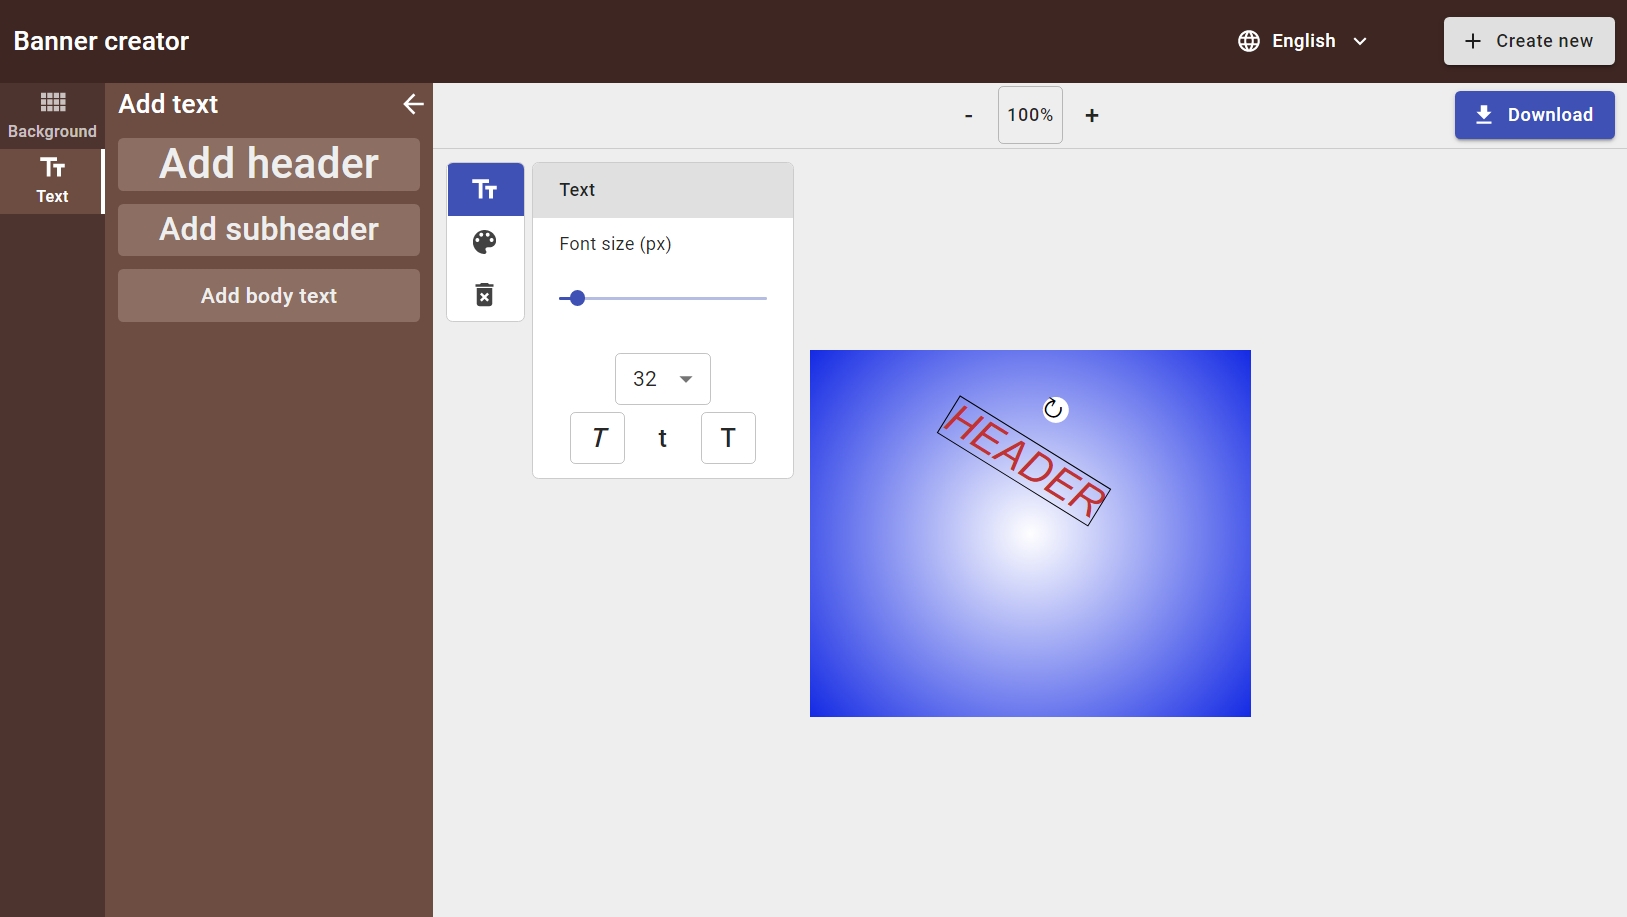 Banner creator
English
Create new
Background
Text
Add text
Add header
Add subheader
Add body text
- 100% +
Download
Text
Font size (px)
32
T t T
HEADER